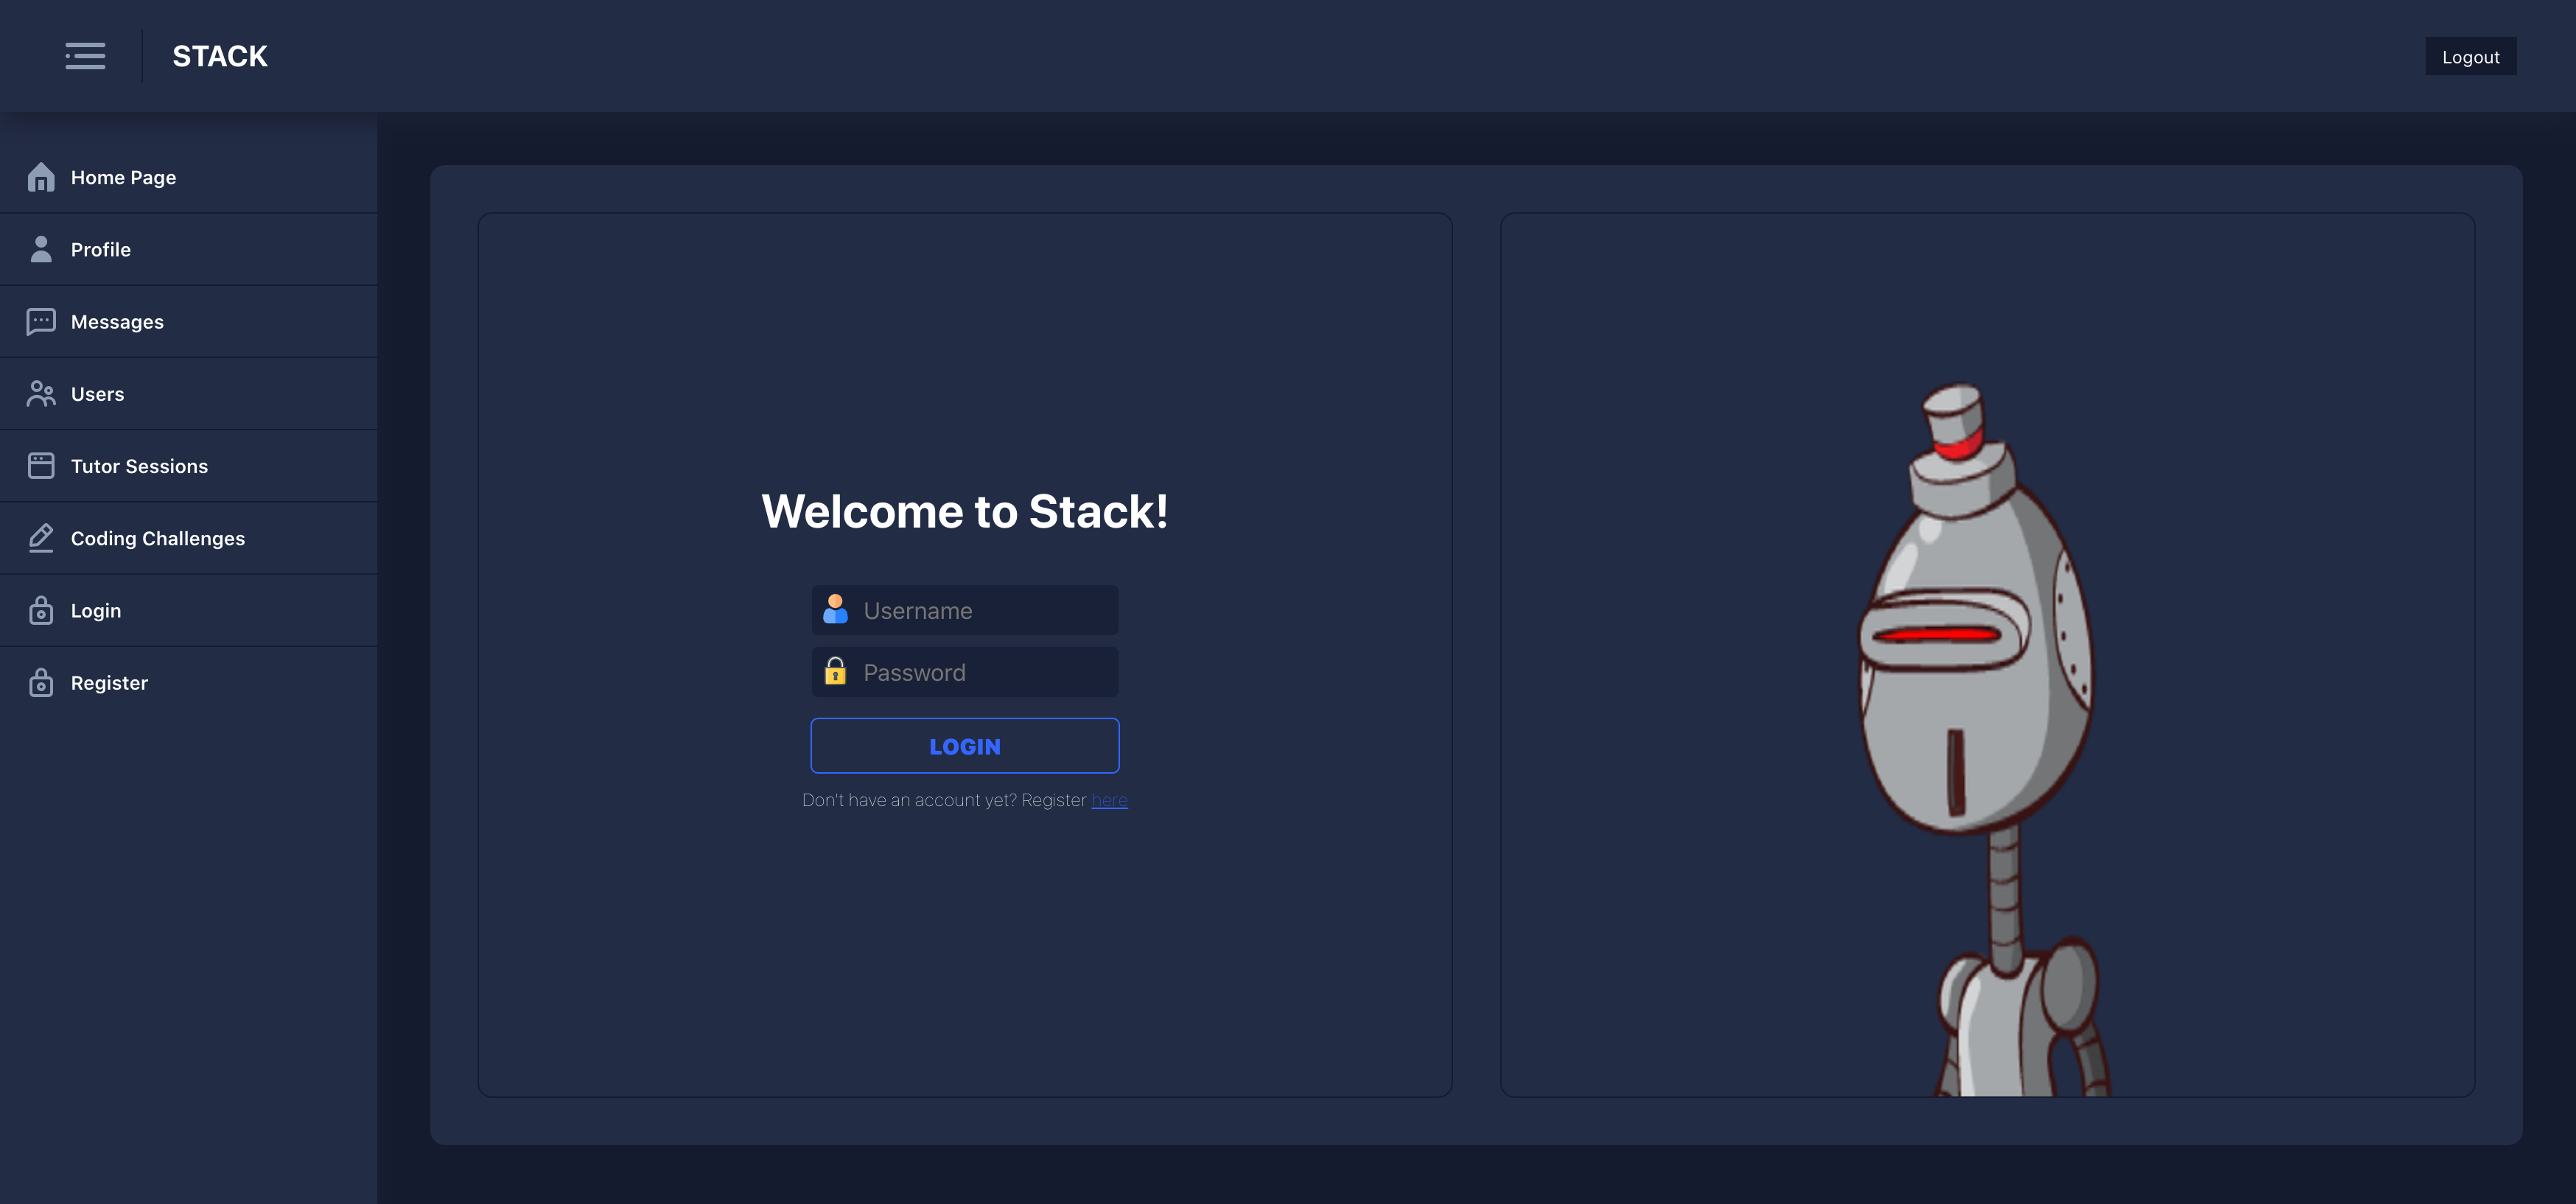 STACK
Logout
Home Page
Profile
Messages
Users
Tutor Sessions
Coding Challenges
Login
Register
Welcome to Stack!
Username
Password
LOGIN
Don't have an account yet? Register here